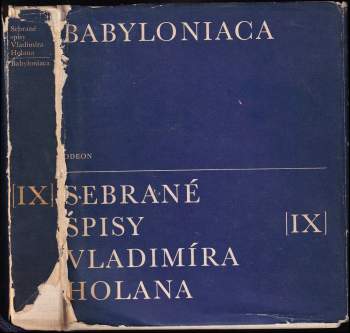 Sebrané
spisy
Vladimíra
Holana
Babyloniaca
[IX]
BABYLONIACA
ODEON
SEBRANÉ
SPISY
VLADIMÍRA
HOLANA
[IX]